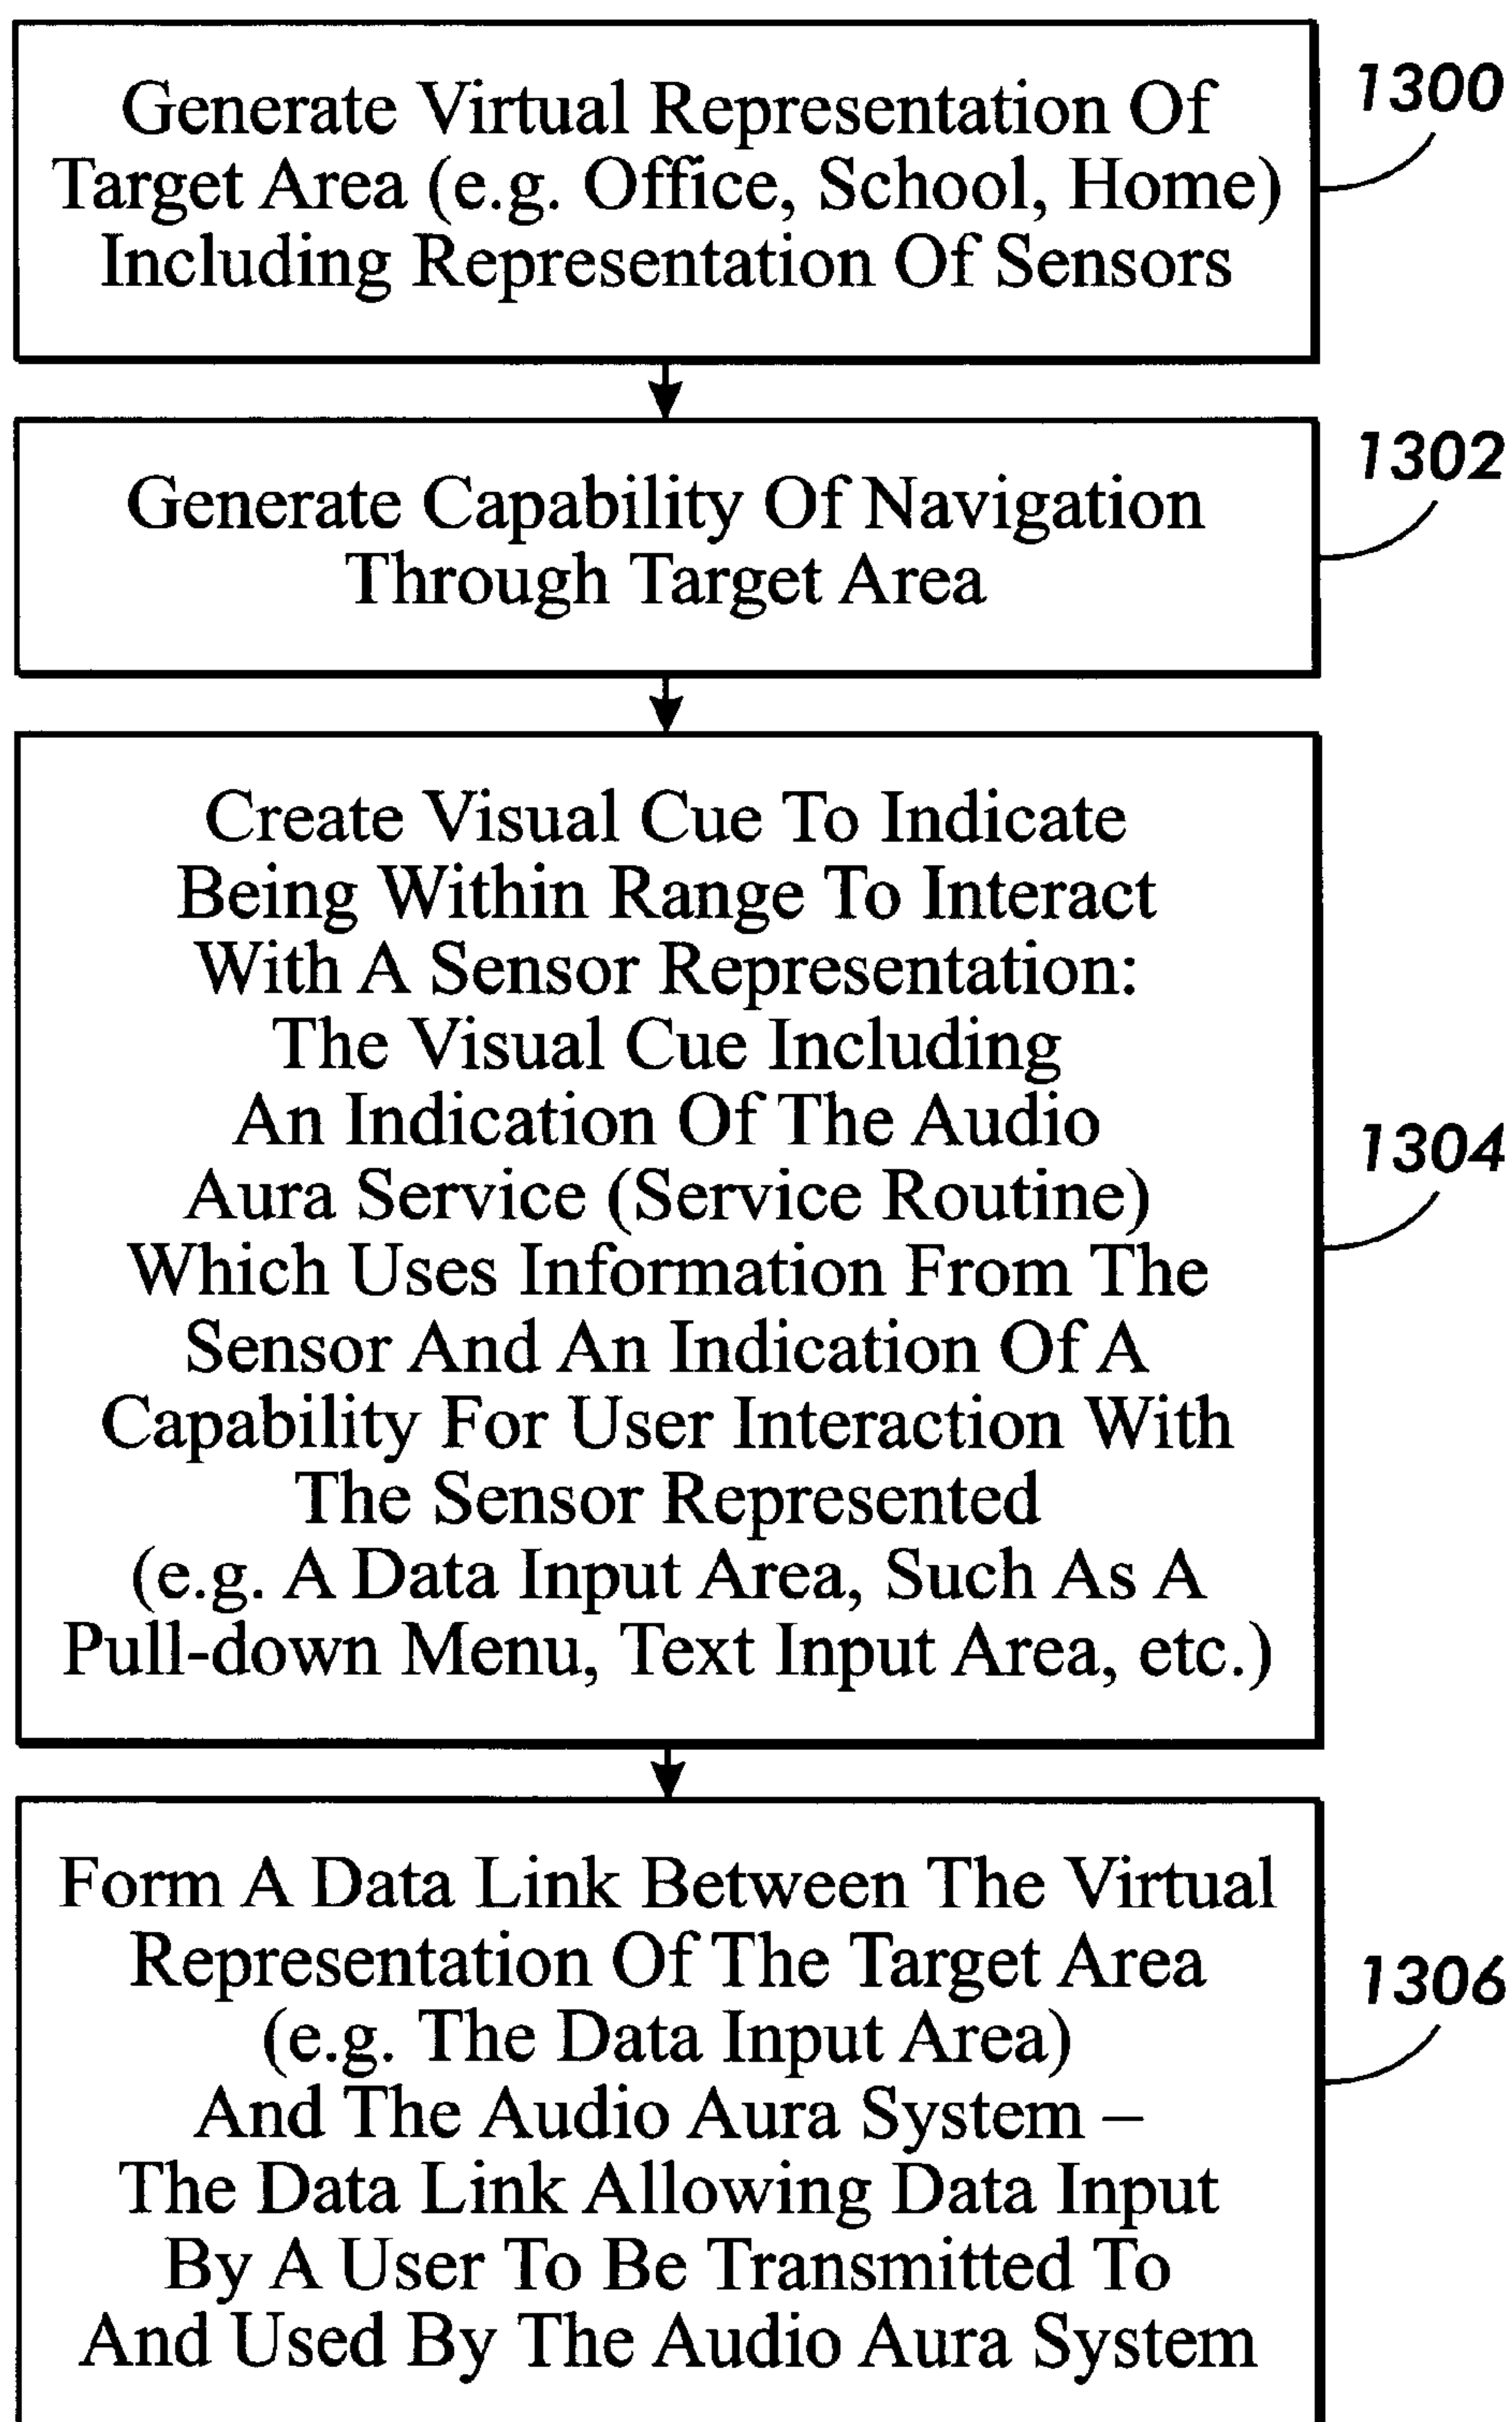 Generate Virtual Representation Of
Target Area (e.g. Office, School, Home)
Including Representation Of Sensors
1300
Generate Capability Of Navigation
Through Target Area
1302
Create Visual Cue To Indicate
Being Within Range To Interact
With A Sensor Representation:
The Visual Cue Including
An Indication Of The Audio
Aura Service (Service Routine)
Which Uses Information From The
Sensor And An Indication Of A
Capability For User Interaction With
The Sensor Represented
(e.g. A Data Input Area, Such As A
Pull-down Menu, Text Input Area, etc.)
1304
Form A Data Link Between The Virtual
Representation Of The Target Area
(e.g. The Data Input Area)
And The Audio Aura System –
The Data Link Allowing Data Input
By A User To Be Transmitted To
And Used By The Audio Aura System
1306